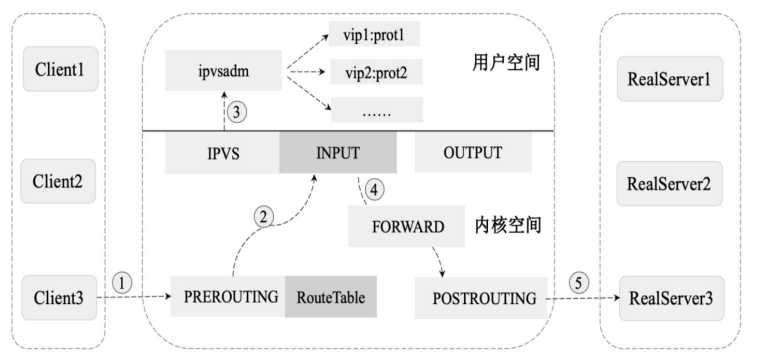 Client1
Client2
Client3
ipvsadm
vip1:prot1
vip2:prot2
……
用户空间
③
IPVS
INPUT
OUTPUT
②
④
FORWARD
内核空间
①
PREROUTING
RouteTable
POSTROUTING
⑤
RealServer1
RealServer2
RealServer3